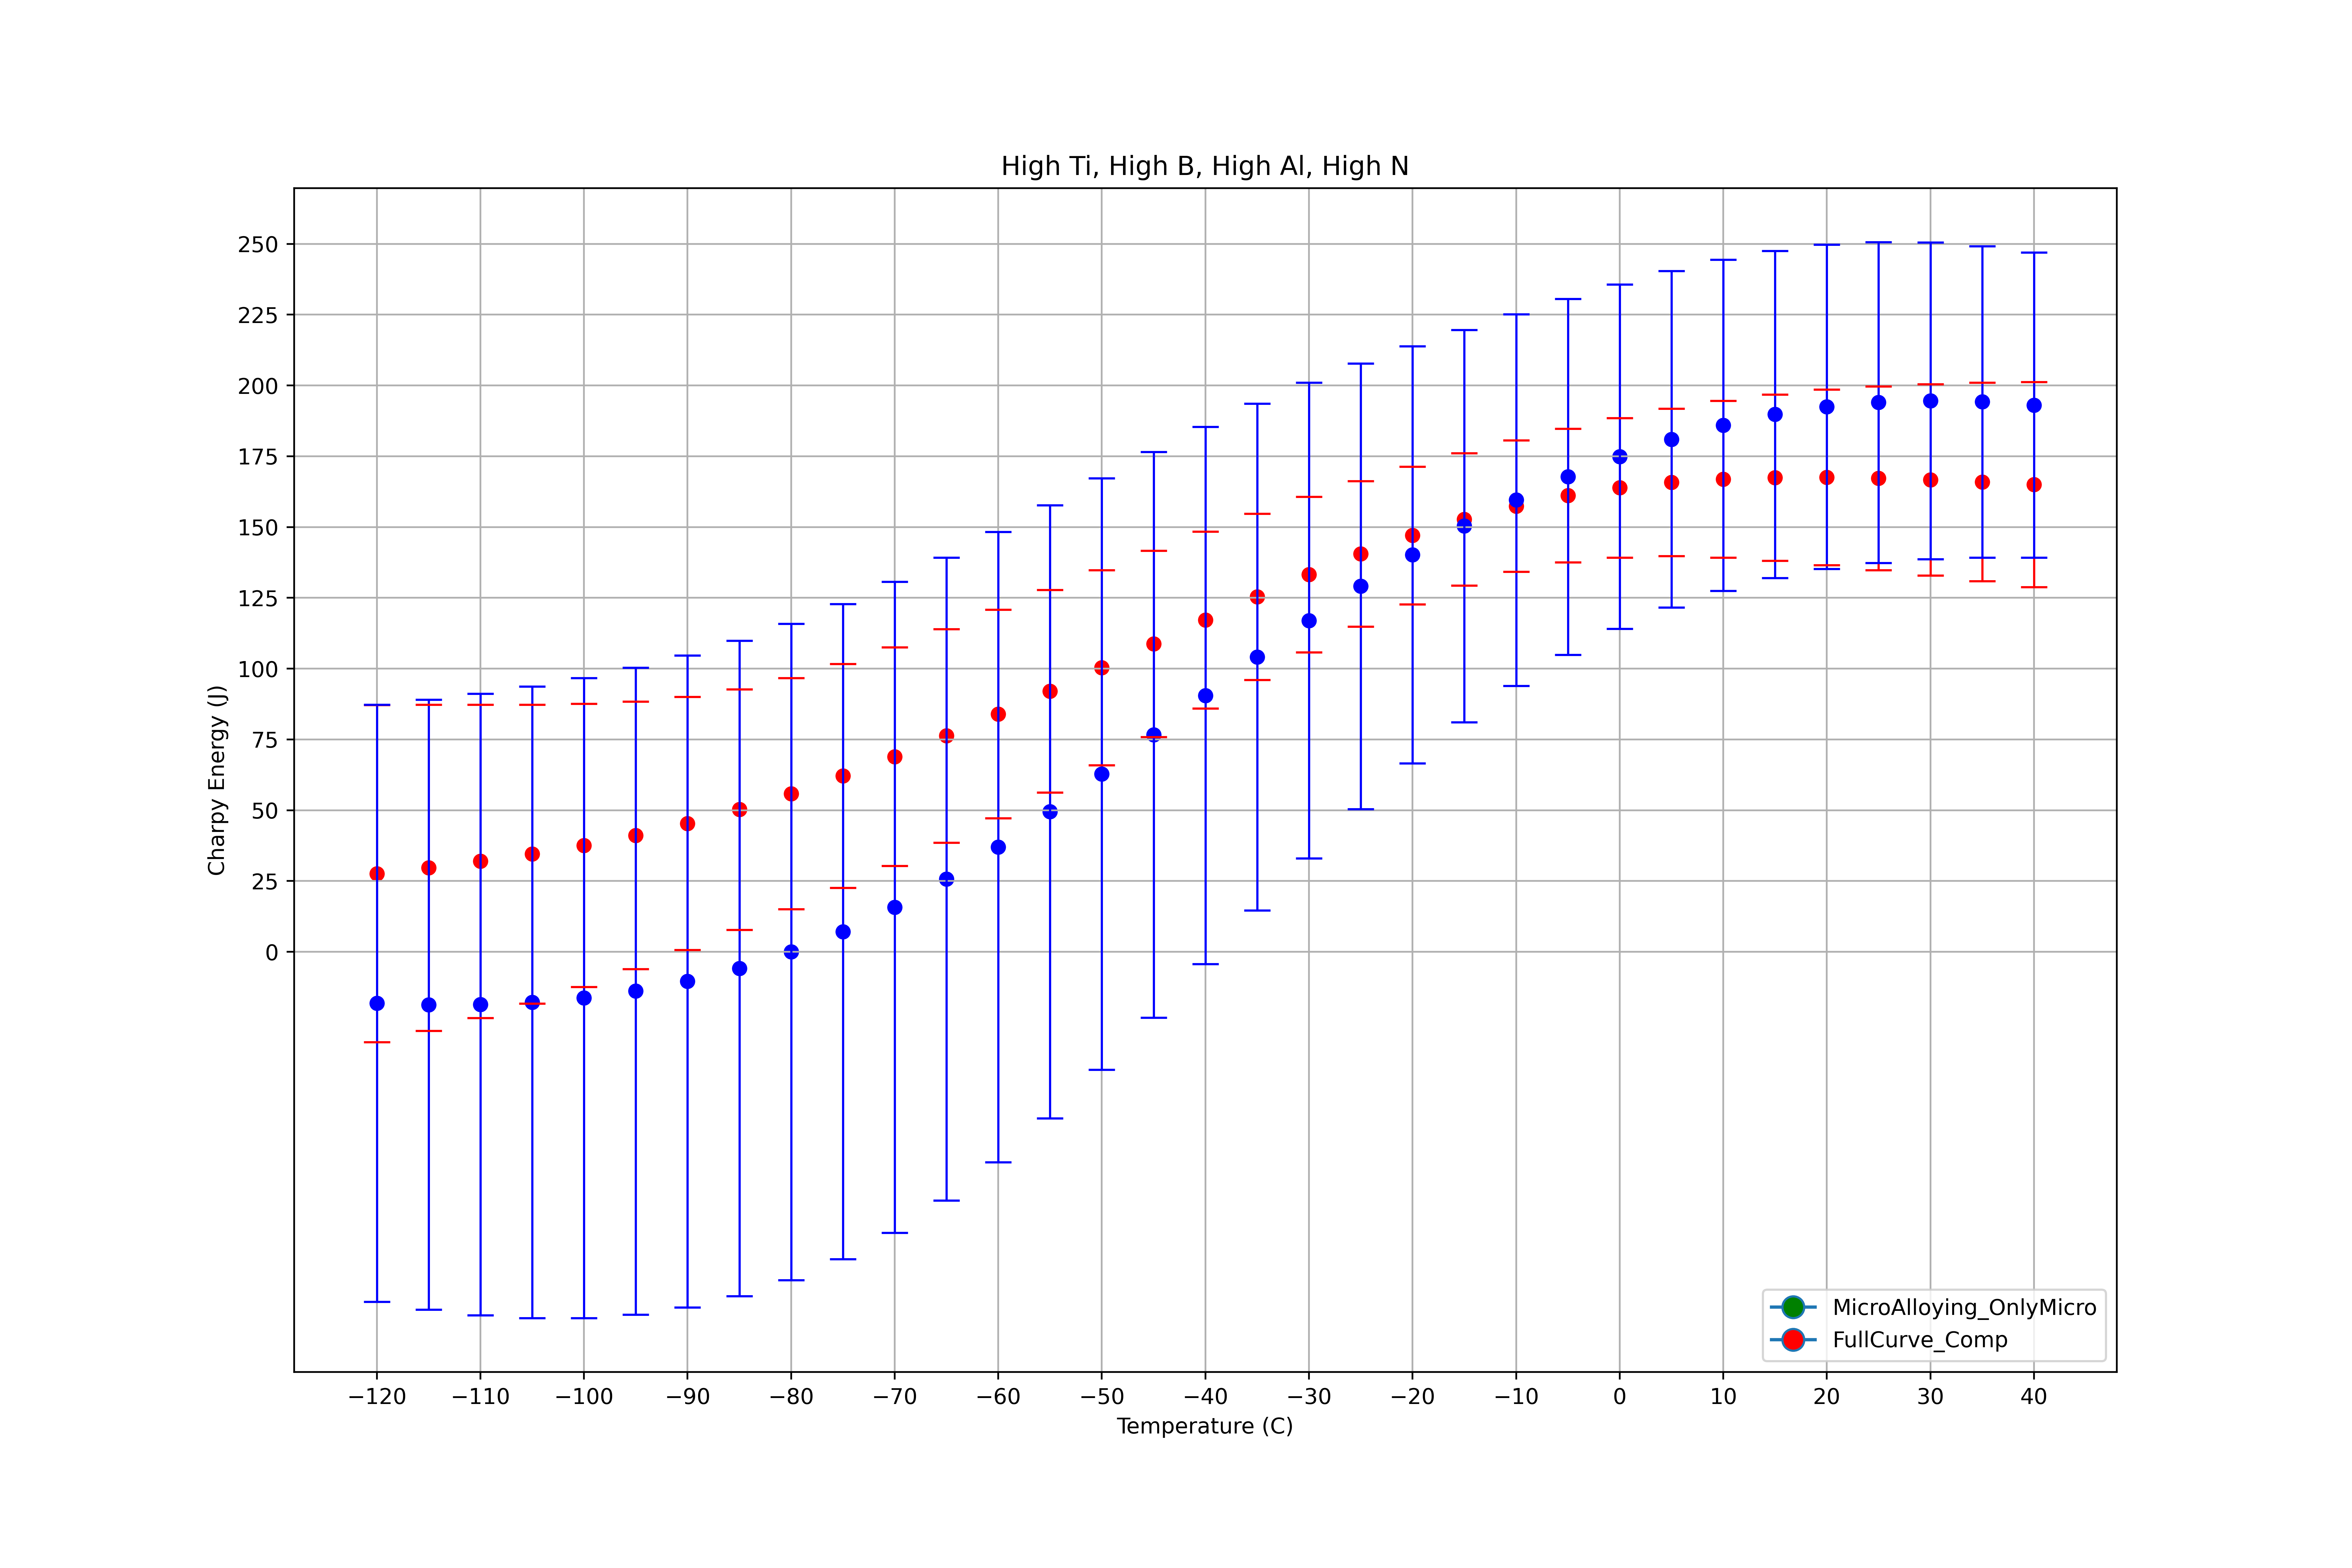 High Ti, High B, High Al, High N
Charpy Energy (J)
250
225
200
175
150
125
100
75
50
25
0
−120 −110 −100 −90 −80 −70 −60 −50 −40 −30 −20 −10 0 10 20 30 40
Temperature (C)
MicroAlloying_OnlyMicro
FullCurve_Comp